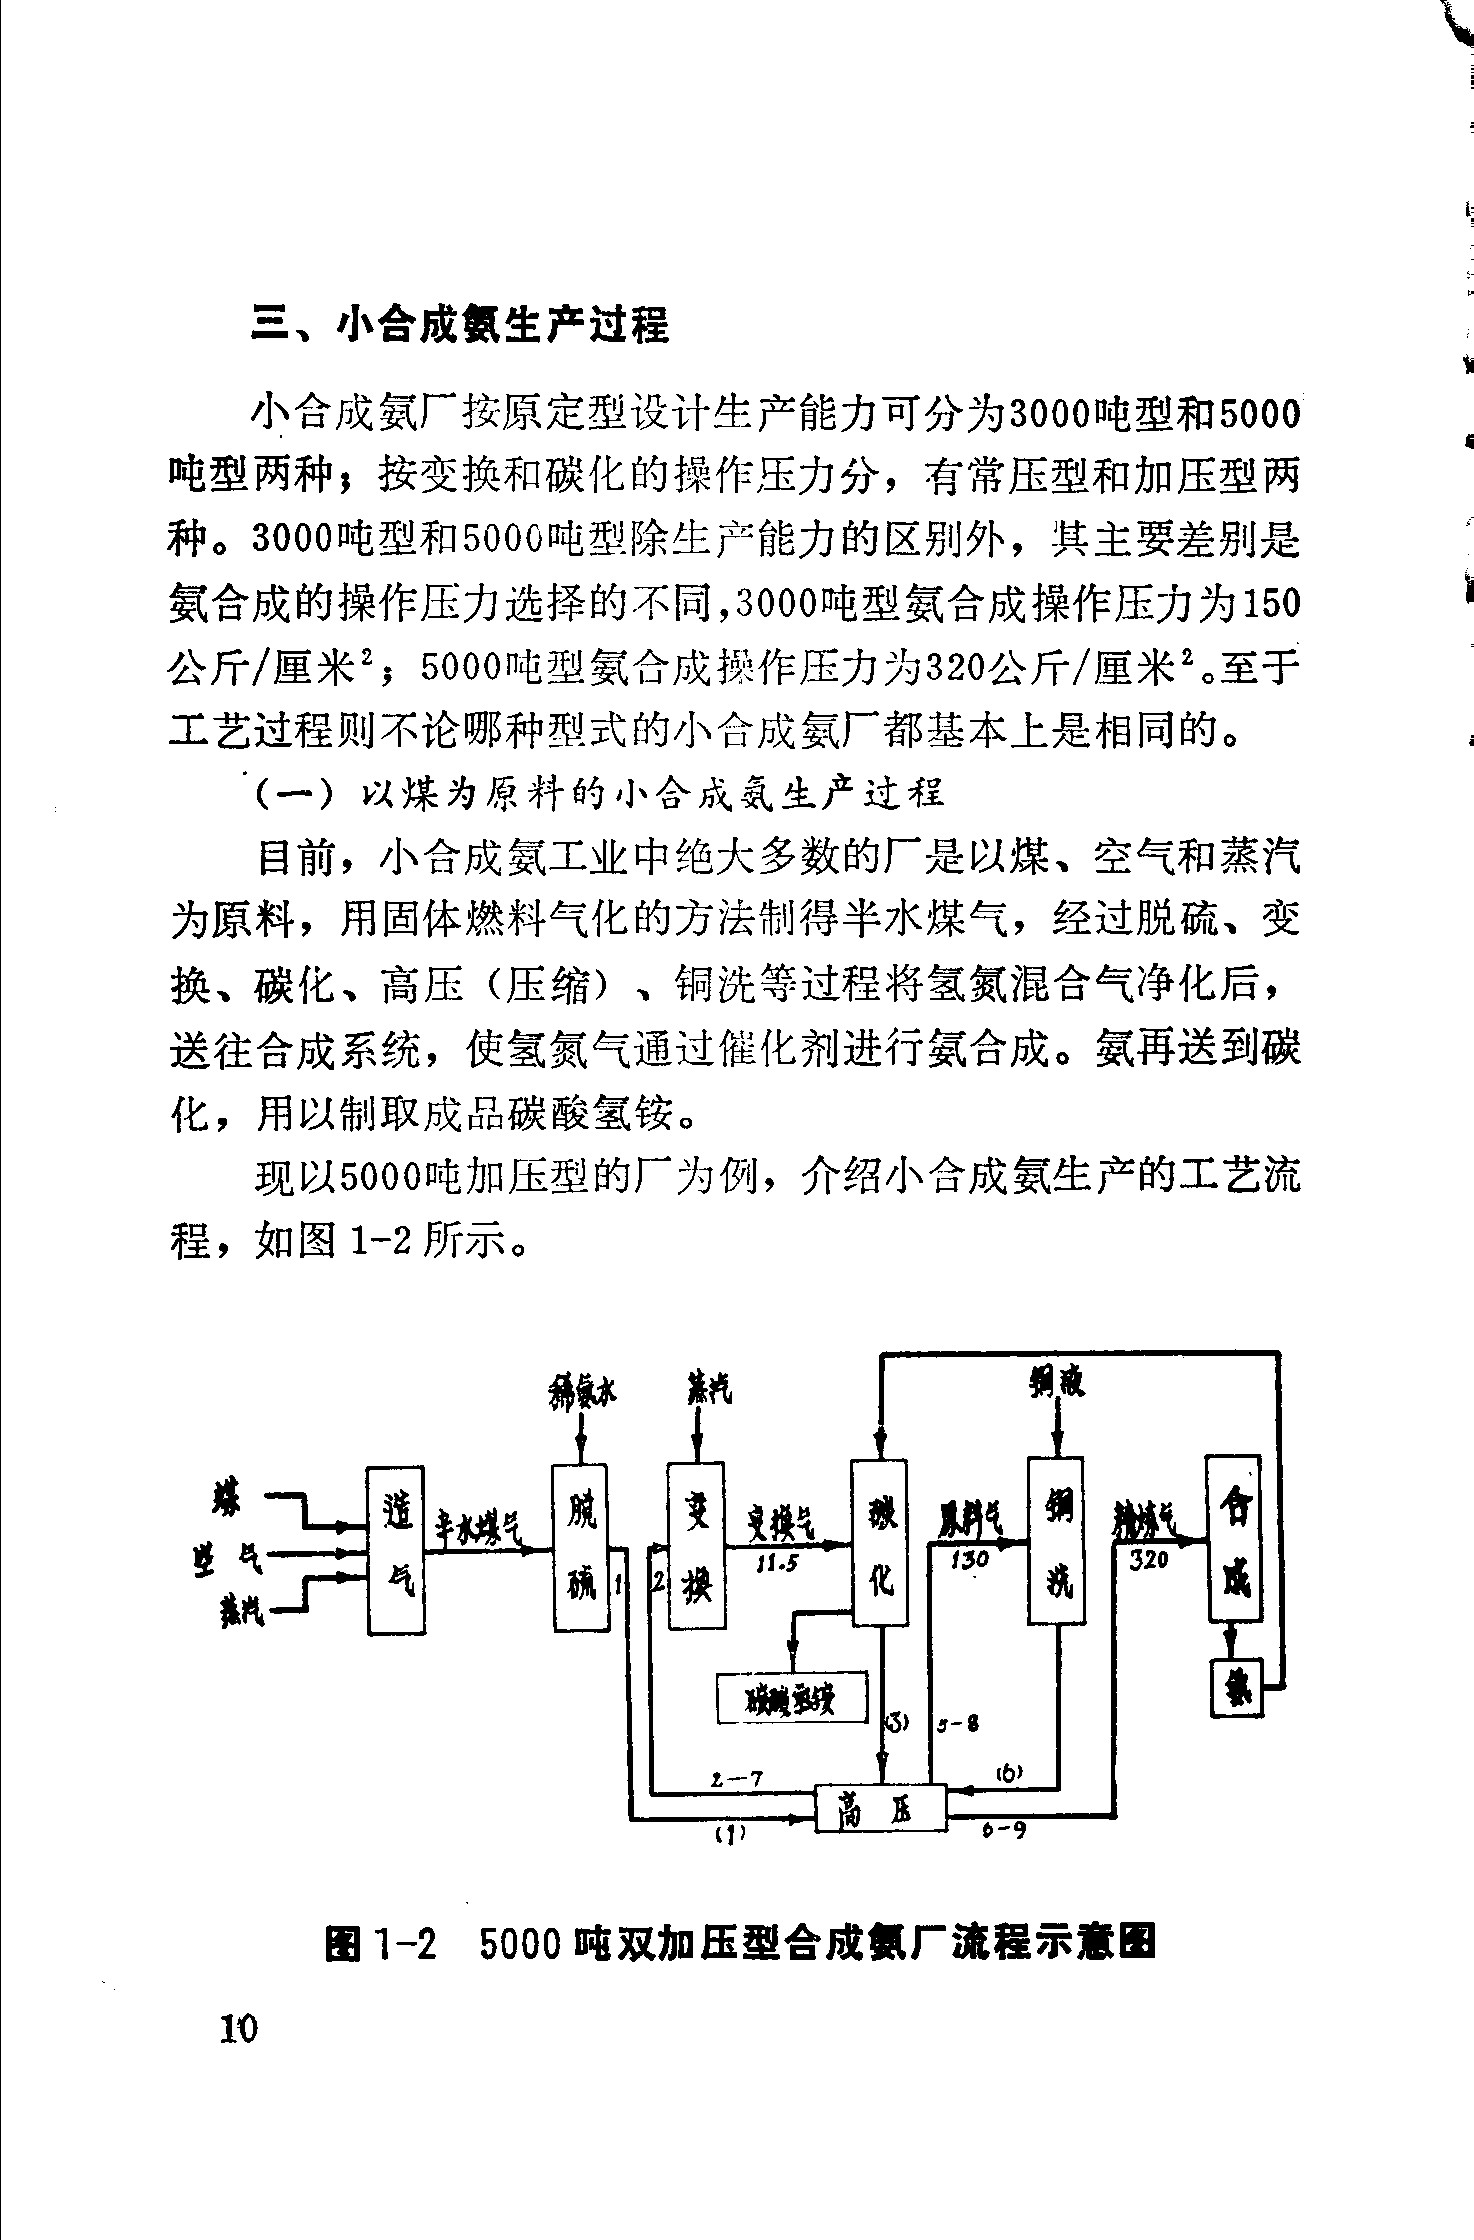 三、小合成氨生产过程
小合成氨厂按原定型设计生产能力可分为3000吨型和5000
吨型两种；按变换和碳化的操作压力分，有常压型和加压型两
种。3000吨型和5000吨型除生产能力的区别外，其主要差别是
氨合成的操作压力选择的不同，3000吨型氨合成操作压力为150
公斤/厘米²；5000吨型氨合成操作压力为320公斤/厘米²。至于
工艺过程则不论哪种型式的小合成氨厂都基本上是相同的。
（一）以煤为原料的小合成氨生产过程
目前，小合成氨工业中绝大多数的厂是以煤、空气和蒸汽
为原料，用固体燃料气化的方法制得半水煤气，经过脱硫、变
换、碳化、高压（压缩）、铜洗等过程将氢氮混合气净化后，
送往合成系统，使氢氮气通过催化剂进行氨合成。氨再送到碳
化，用以制取成品碳酸氢铵。
现以5000吨加压型的厂为例，介绍小合成氨生产的工艺流
程，如图1-2所示。
稀氨水
蒸汽
铜液
煤
空气
蒸汽
造气
半水煤气
脱硫
1
2
变换
变换气
11.5
碳化
原料气
130
铜洗
精炼气
320
合成
氨
碳酸氢铵
(3)
5-8
2-7
(6)
高压
(1)
6-9
图1-2 5000吨双加压型合成氨厂流程示意图
10